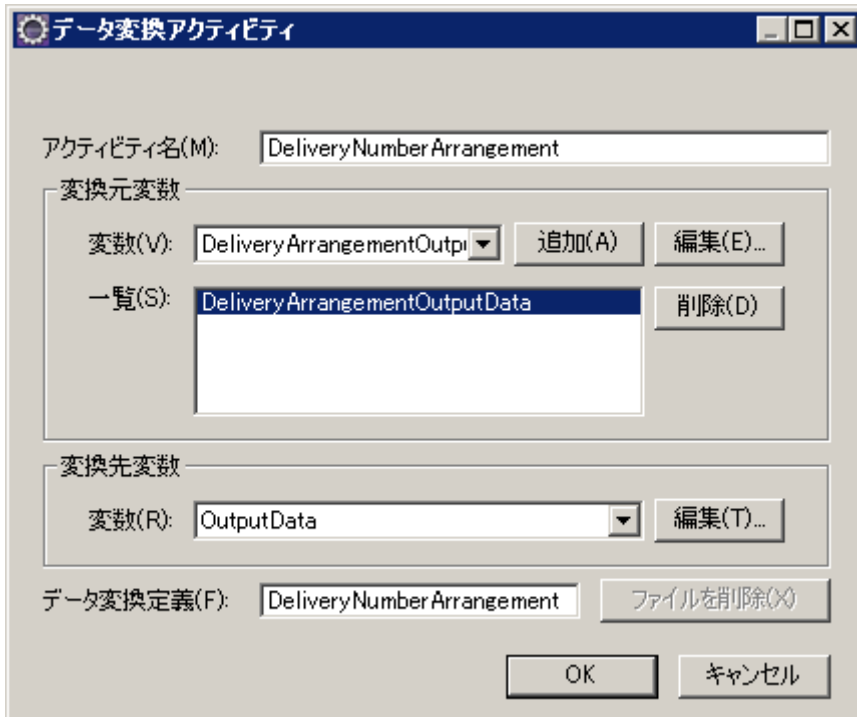 データ変換アクティビティ
アクティビティ名(M): DeliveryNumberArrangement
変換元変数
変数(V): DeliveryArrangementOutpu 追加(A) 編集(E)...
一覧(S): DeliveryArrangementOutputData 削除(D)
変換先変数
変数(R): OutputData 編集(T)...
データ変換定義(F): DeliveryNumberArrangement ファイルを削除(X)
OK キャンセル